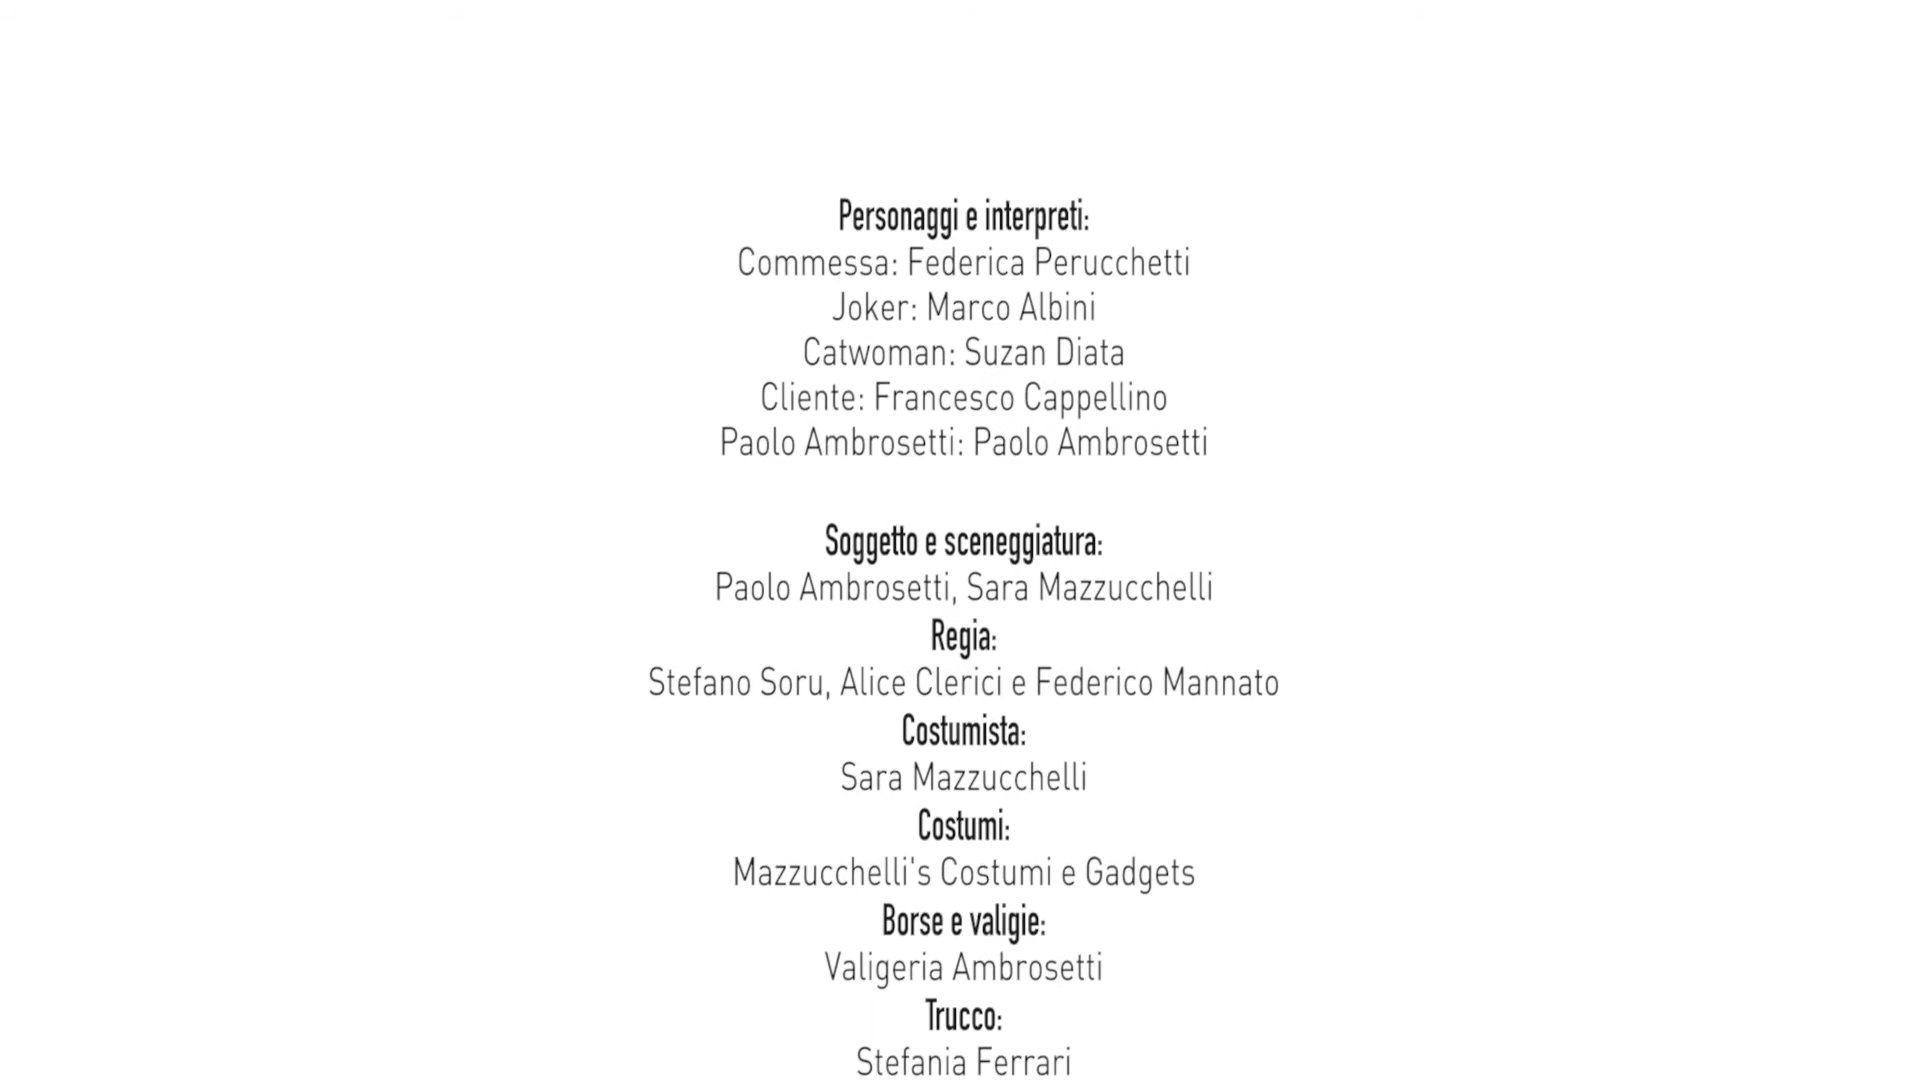 Personaggi e interpreti:
Commessa: Federica Perucchetti
Joker: Marco Albini
Catwoman: Suzan Diata
Cliente: Francesco Cappellino
Paolo Ambrosetti: Paolo Ambrosetti
Soggetto e sceneggiatura:
Paolo Ambrosetti, Sara Mazzucchelli
Regia:
Stefano Soru, Alice Clerici e Federico Mannato
Costumista:
Sara Mazzucchelli
Costumi:
Mazzucchelli's Costumi e Gadgets
Borse e valigie:
Valigeria Ambrosetti
Trucco:
Stefania Ferrari